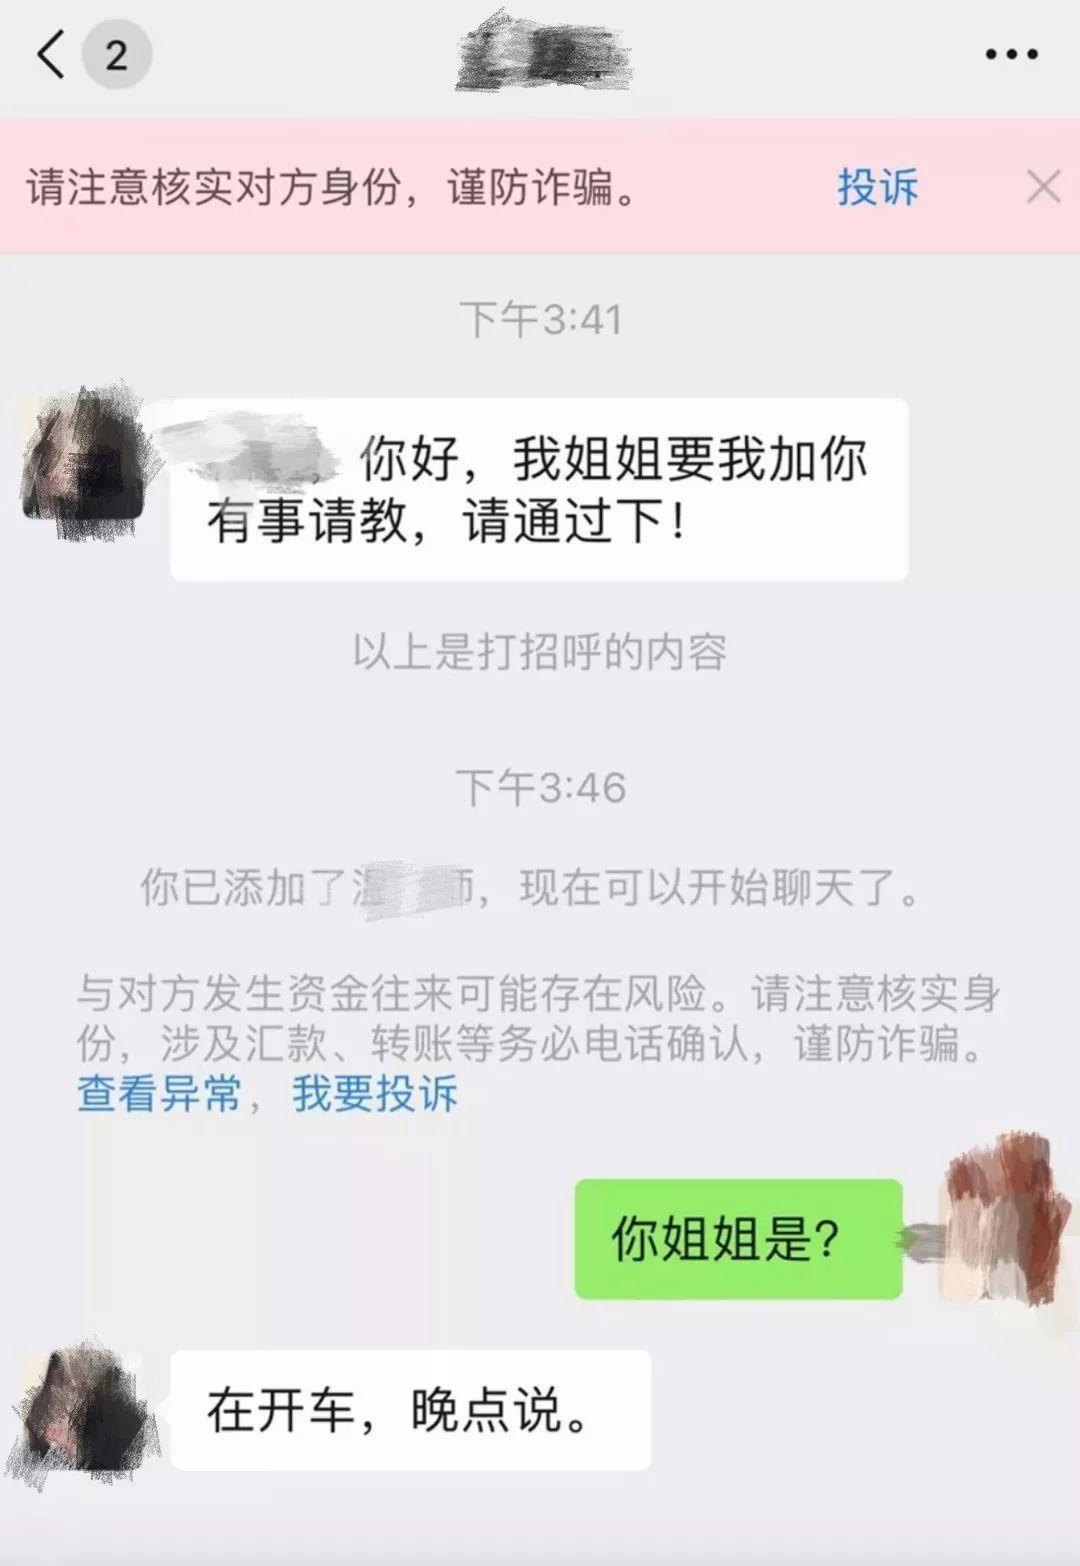 2
请注意核实对方身份，谨防诈骗。 投诉
下午3:41
，你好，我姐姐要我加你
有事请教，请通过下！
以上是打招呼的内容
下午3:46
你已添加了温 师，现在可以开始聊天了。
与对方发生资金往来可能存在风险。请注意核实身
份，涉及汇款、转账等务必电话确认，谨防诈骗。
查看异常，我要投诉
你姐姐是？
在开车，晚点说。